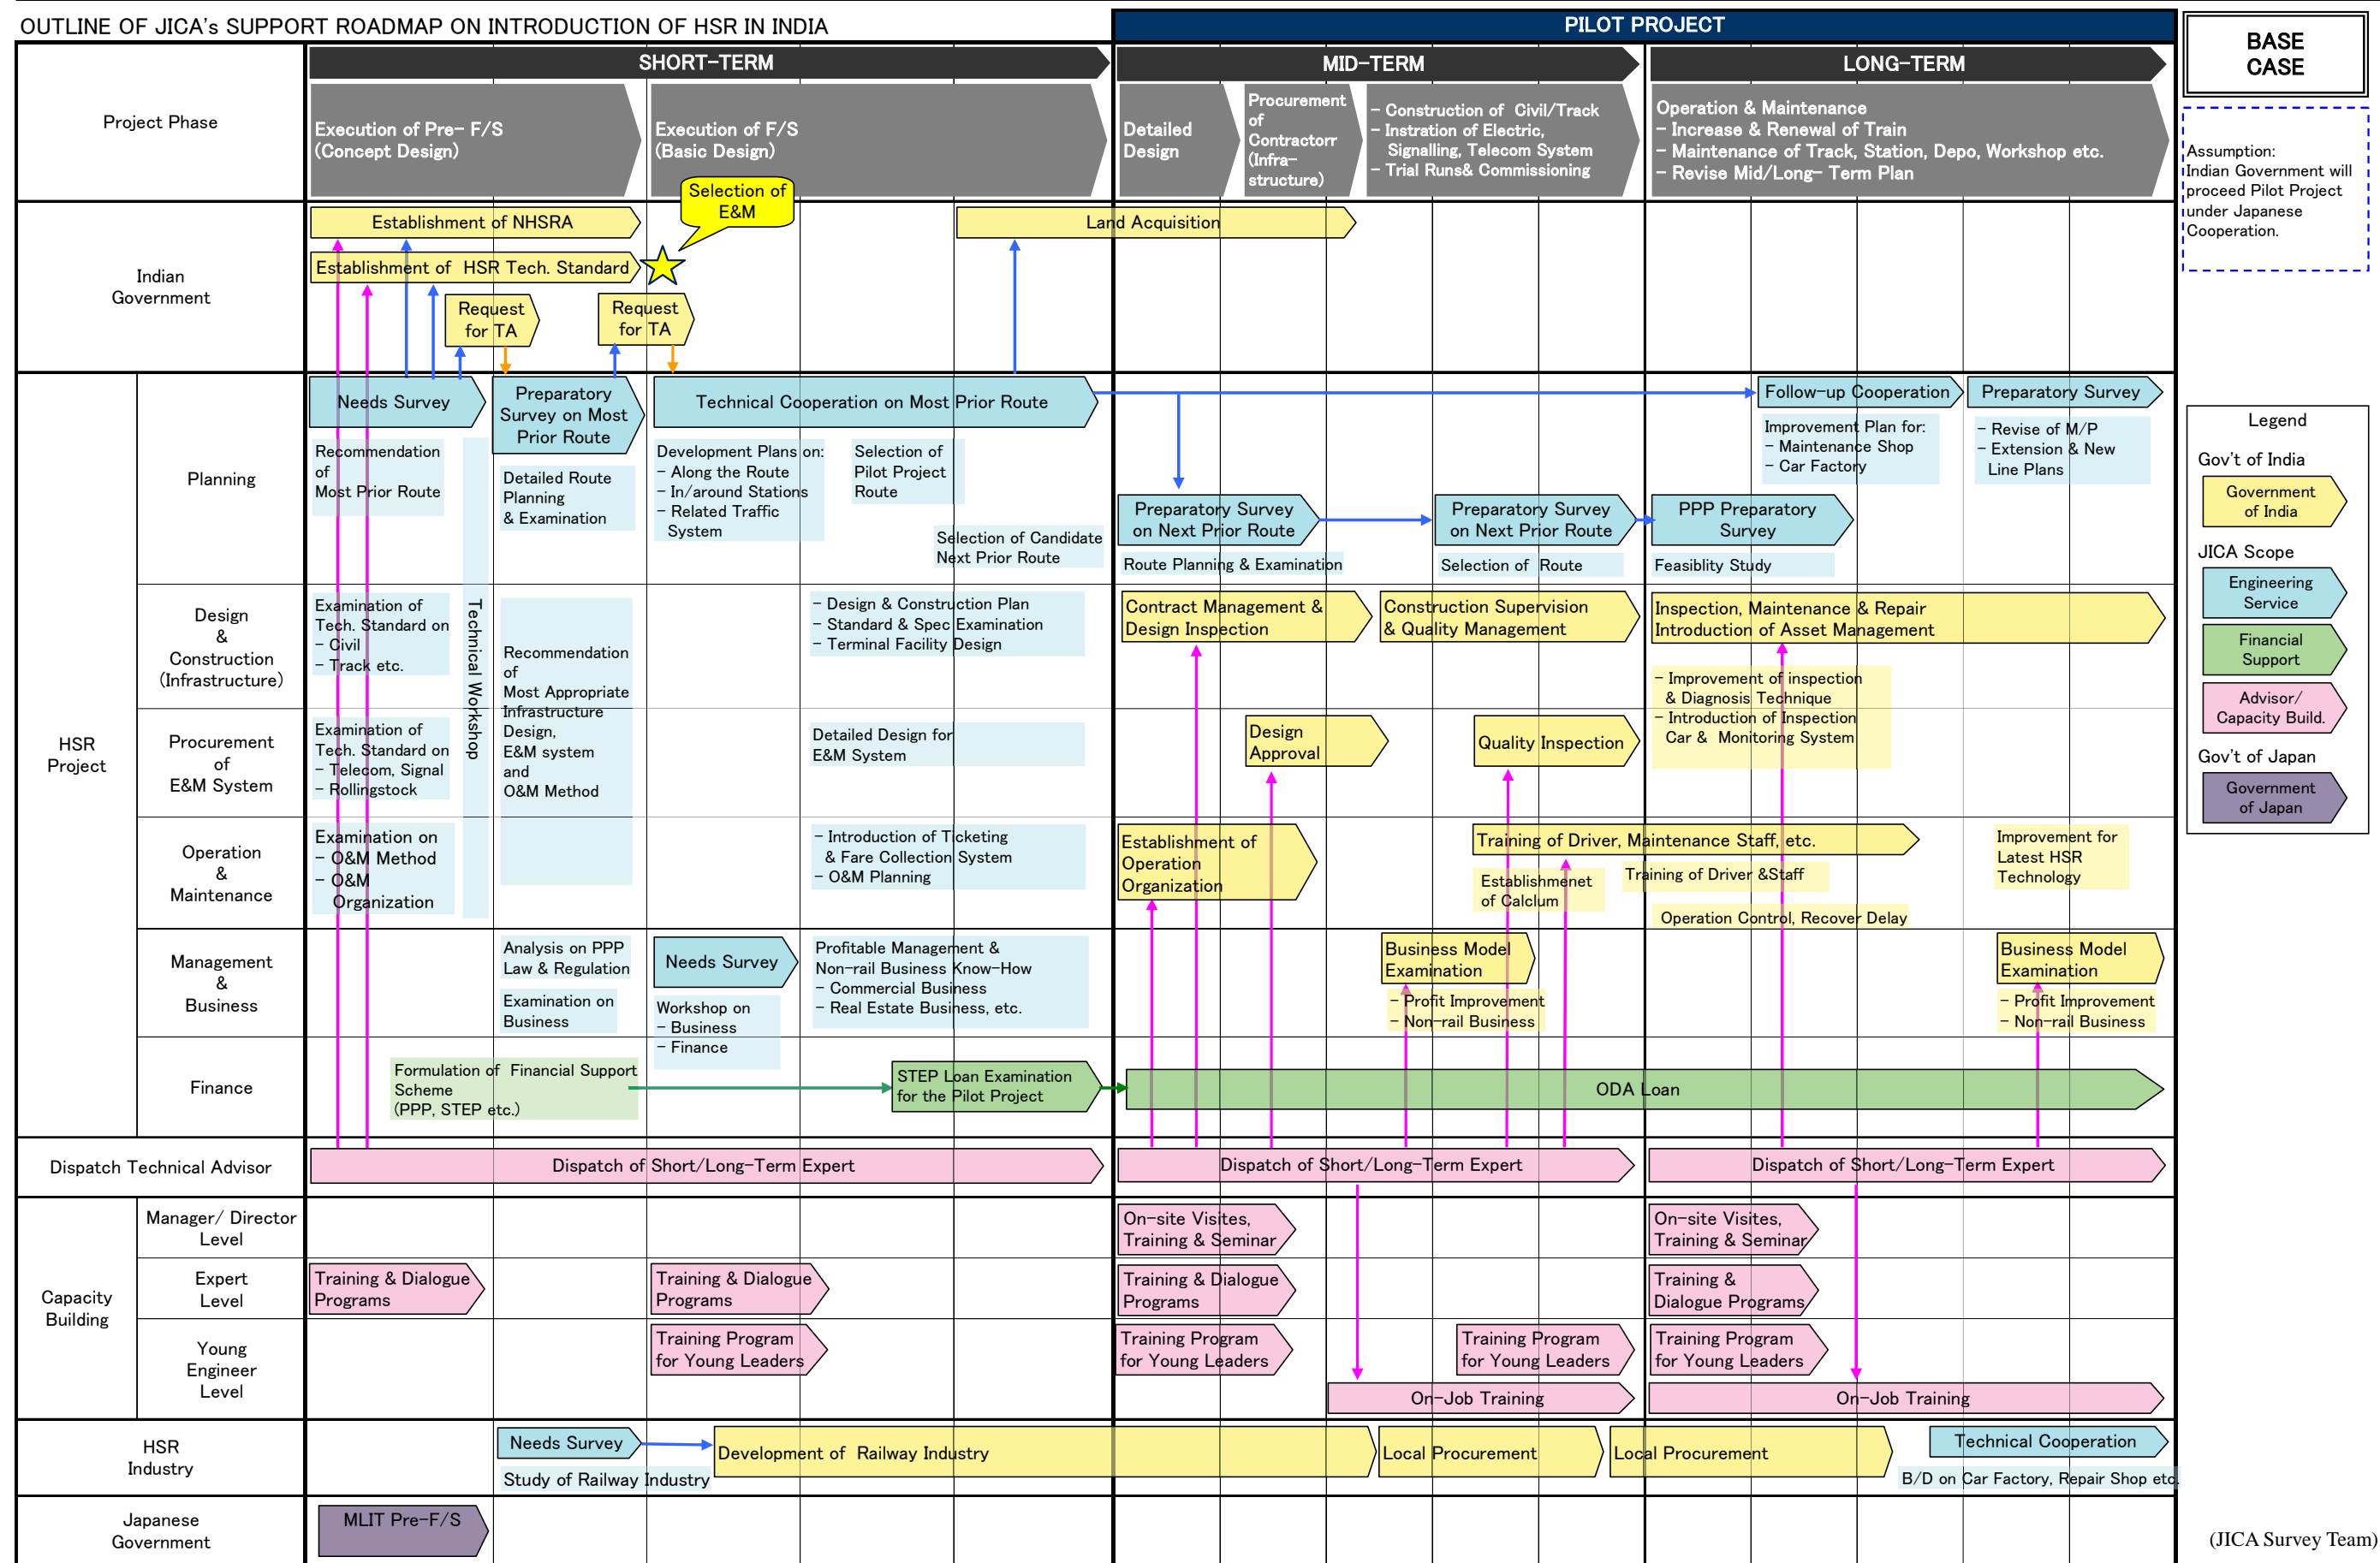 OUTLINE OF JICA's SUPPORT ROADMAP ON INTRODUCTION OF HSR IN INDIA
PILOT PROJECT
BASE
CASE
SHORT-TERM
MID-TERM
LONG-TERM
Project Phase
Execution of Pre- F/S
(Concept Design)
Execution of F/S
(Basic Design)
Detailed
Design
Procurement
of
Contractorr
(Infra-
structure)
- Construction of Civil/Track
- Instration of Electric,
Signalling, Telecom System
- Trial Runs& Commissioning
Operation & Maintenance
- Increase & Renewal of Train
- Maintenance of Track, Station, Depo, Workshop etc.
- Revise Mid/Long- Term Plan
Assumption:
Indian Government will
proceed Pilot Project
under Japanese
Cooperation.
Indian
Government
Establishment of NHSRA
Selection of
E&M
Land Acquisition
Establishment of HSR Tech. Standard
Request
for TA
Request
for TA
HSR
Project
Planning
Needs Survey
Preparatory
Survey on Most
Prior Route
Technical Cooperation on Most Prior Route
Follow-up Cooperation
Preparatory Survey
Recommendation
of
Most Prior Route
Detailed Route
Planning
& Examination
Development Plans on:
- Along the Route
- In/around Stations
- Related Traffic
System
Selection of
Pilot Project
Route
Selection of Candidate
Next Prior Route
Improvement Plan for:
- Maintenance Shop
- Car Factory
- Revise of M/P
- Extension & New
Line Plans
Preparatory Survey
on Next Prior Route
Preparatory Survey
on Next Prior Route
PPP Preparatory
Survey
Route Planning & Examination
Selection of Route
Feasiblity Study
Design
&
Construction
(Infrastructure)
Examination of
Tech. Standard on
- Civil
- Track etc.
Technical Workshop
Recommendation
of
Most Appropriate
Infrastructure
Design,
E&M system
and
O&M Method
- Design & Construction Plan
- Standard & Spec Examination
- Terminal Facility Design
Contract Management &
Design Inspection
Construction Supervision
& Quality Management
Inspection, Maintenance & Repair
Introduction of Asset Management
- Improvement of inspection
& Diagnosis Technique
- Introduction of Inspection
Car & Monitoring System
Procurement
of
E&M System
Examination of
Tech. Standard on
- Telecom, Signal
- Rollingstock
Detailed Design for
E&M System
Design
Approval
Quality Inspection
Operation
&
Maintenance
Examination on
- O&M Method
- O&M
Organization
- Introduction of Ticketing
& Fare Collection System
- O&M Planning
Establishment of
Operation
Organization
Training of Driver, Maintenance Staff, etc.
Establishmenet
of Calclum
Training of Driver &Staff
Operation Control, Recover Delay
Improvement for
Latest HSR
Technology
Management
&
Business
Analysis on PPP
Law & Regulation
Examination on
Business
Needs Survey
Workshop on
- Business
- Finance
Profitable Management &
Non-rail Business Know-How
- Commercial Business
- Real Estate Business, etc.
Business Model
Examination
- Profit Improvement
- Non-rail Business
Business Model
Examination
- Profit Improvement
- Non-rail Business
Finance
Formulation of Financial Support
Scheme
(PPP, STEP etc.)
STEP Loan Examination
for the Pilot Project
ODA Loan
Dispatch Technical Advisor
Dispatch of Short/Long-Term Expert
Dispatch of Short/Long-Term Expert
Dispatch of Short/Long-Term Expert
Capacity
Building
Manager/ Director
Level
On-site Visites,
Training & Seminar
On-site Visites,
Training & Seminar
Expert
Level
Training & Dialogue
Programs
Training & Dialogue
Programs
Training & Dialogue
Programs
Training &
Dialogue Programs
Young
Engineer
Level
Training Program
for Young Leaders
Training Program
for Young Leaders
Training Program
for Young Leaders
Training Program
for Young Leaders
On-Job Training
On-Job Training
HSR
Industry
Needs Survey
Study of Railway Industry
Development of Railway Industry
Local Procurement
Local Procurement
Technical Cooperation
B/D on Car Factory, Repair Shop etc.
Japanese
Government
MLIT Pre-F/S
Legend
Gov't of India
Government
of India
JICA Scope
Engineering
Service
Financial
Support
Advisor/
Capacity Build.
Gov't of Japan
Government
of Japan
(JICA Survey Team)